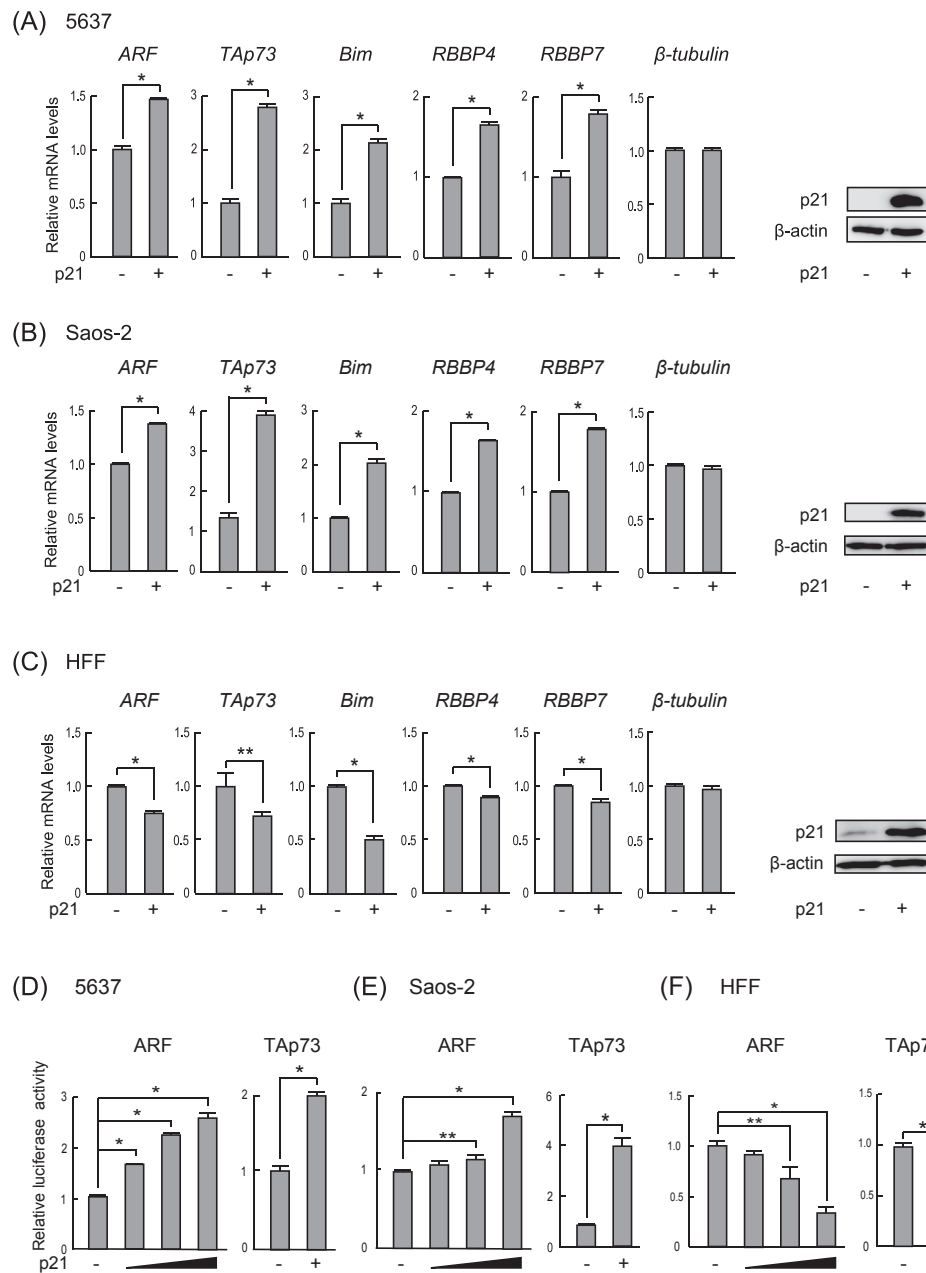 (A) 5637
ARF TAp73 Bim RBBP4 RBBP7 β-tubulin
Relative mRNA levels
1.5 1.0 0.5 0
3 2 1 0
3 2 1 0
2 1 0
2 1 0
1.5 1.0 0.5 0
* * * * *
p21
β-actin
p21 - + - + - + - + - + - + p21 - +
(B) Saos-2
ARF TAp73 Bim RBBP4 RBBP7 β-tubulin
Relative mRNA levels
1.5 1.0 0.5 0
4 3 2 1 0
3 2 1 0
2 1 0
2 1 0
1.5 1.0 0.5 0
* * * * *
p21
β-actin
p21 - + - + - + - + - + - + p21 - +
(C) HFF
ARF TAp73 Bim RBBP4 RBBP7 β-tubulin
Relative mRNA levels
1.5 1.0 0.5 0
1.5 1.0 0.5 0
1.5 1.0 0.5 0
1.5 1.0 0.5 0
1.5 1.0 0.5 0
1.5 1.0 0.5 0
* ** * * *
p21
β-actin
p21 - + - + - + - + - + - + p21 - +
(D) 5637 (E) Saos-2 (F) HFF
ARF TAp73 ARF TAp73 ARF
Relative luciferase activity
3 2 1 0
* * *
2 1 0
*
2 1 0
* **
6 4 2 0
*
1.5 1.0 0.5 0
* **
1.5 1.0 0.5 0
*
p21 - - + - - + - -